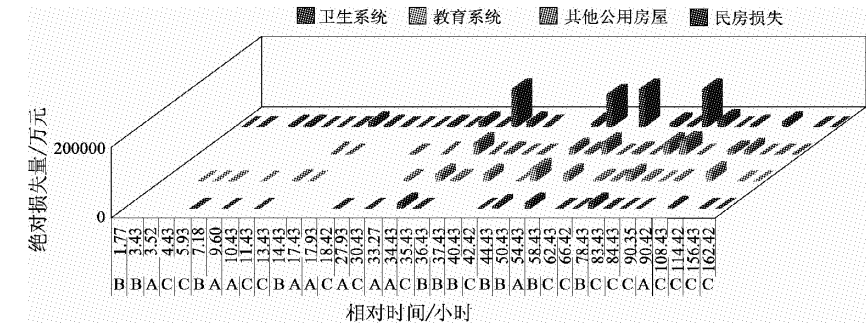 卫生系统 教育系统 其他公用房屋 民房损失
绝对损失量/万元
200000
0
1.77 3.43 3.52 4.43 5.93 7.18 9.60 10.43 11.43 13.43 14.43 17.43 17.93 18.42 27.93 30.43 33.27 34.43 35.43 36.43 37.43 40.43 42.42 44.43 50.43 54.43 58.43 62.43 66.42 78.43 83.43 84.43 90.35 90.42 108.43 114.42 156.43 162.42
B B A C C B A A C C B A A C A C A A C B B B C B B A B C C B C C C A C C C C
相对时间/小时